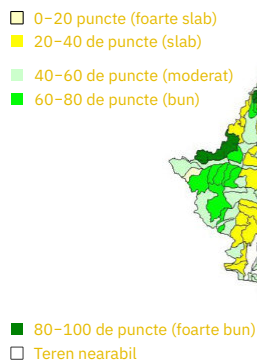 0–20 puncte (foarte slab)
20–40 de puncte (slab)
40–60 de puncte (moderat)
60–80 de puncte (bun)
80–100 de puncte (foarte bun)
Teren nearabil